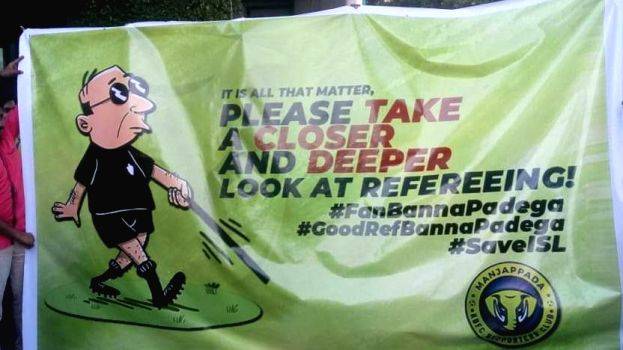 IT IS ALL THAT MATTER,
PLEASE TAKE
A CLOSER
AND DEEPER
LOOK AT REFEREEING!
#FanBannaPadega
#GoodRefBannaPadega
#SaveISL
MANJAPPADA
KBFC SUPPORTERS CLUB